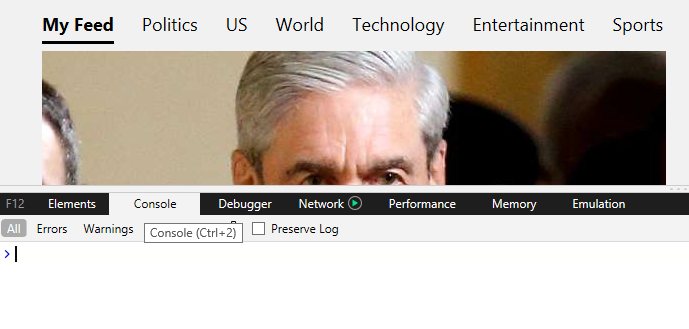 My Feed Politics US World Technology Entertainment Sports
F12 Elements Console Debugger Network Performance Memory Emulation
All Errors Warnings Preserve Log
Console (Ctrl+2)
>